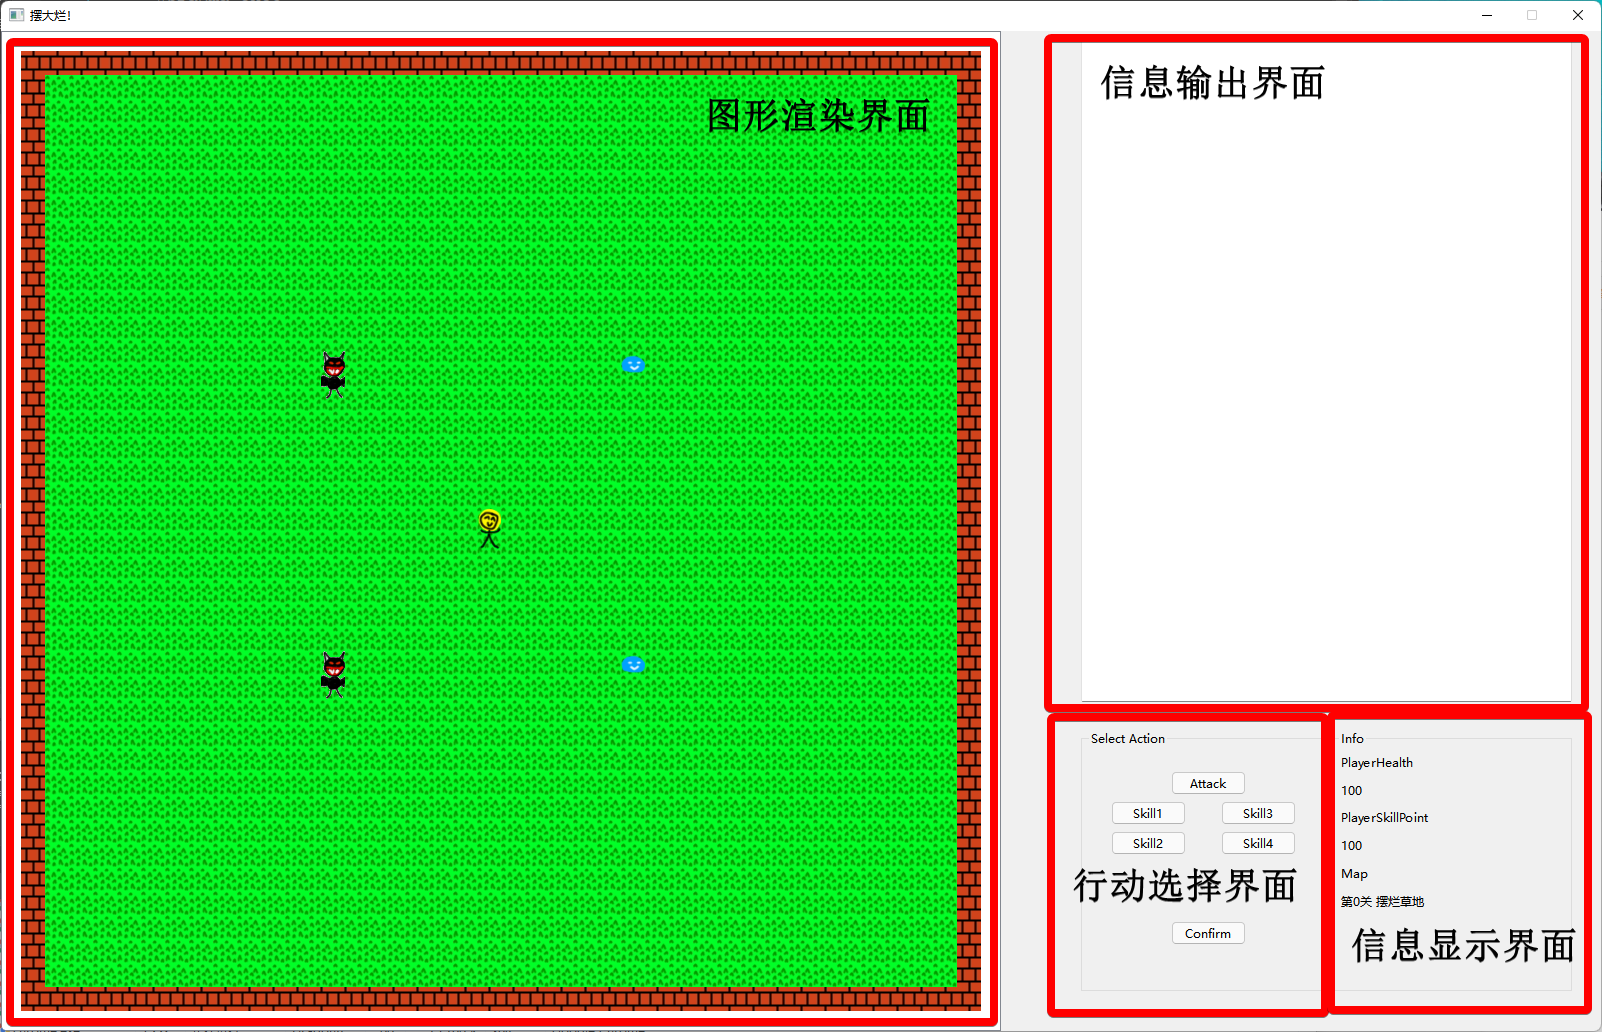 摆大烂!
图形渲染界面
信息输出界面
Select Action
Attack
Skill1
Skill3
Skill2
Skill4
行动选择界面
Confirm
Info
PlayerHealth
100
PlayerSkillPoint
100
Map
第0关 摆烂草地
信息显示界面